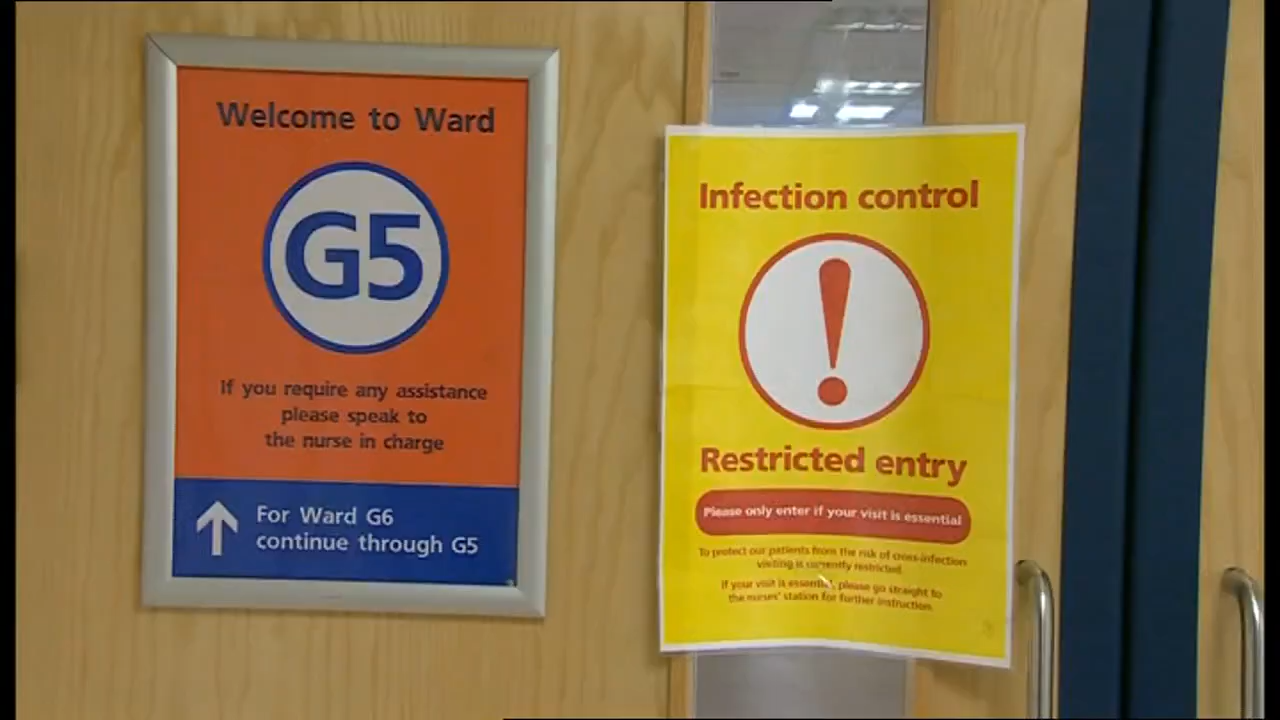 Welcome to Ward
G5
If you require any assistance
please speak to
the nurse in charge
For Ward G6
continue through G5
Infection control
!
Restricted entry
Please only enter if your visit is essential
To protect our patients from the risk of cross-infection
visiting is currently restricted.
If your visit is essential, please go straight to
the nurses' station for further instruction.